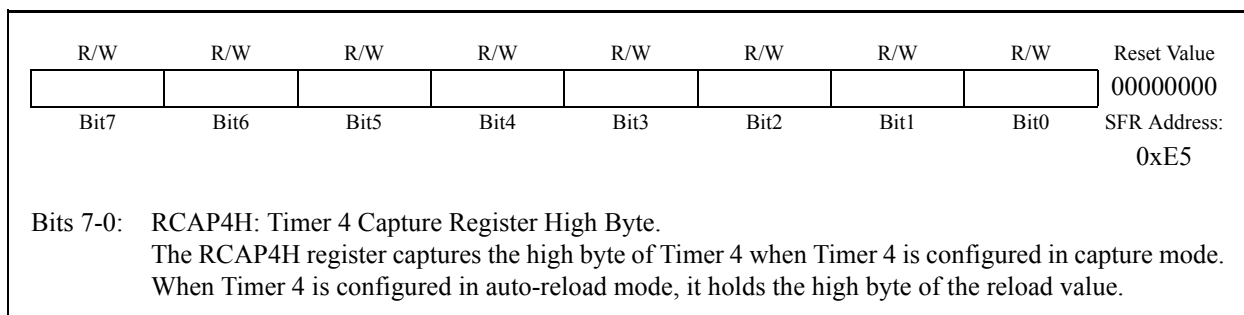 R/W R/W R/W R/W R/W R/W R/W R/W Reset Value
00000000
Bit7 Bit6 Bit5 Bit4 Bit3 Bit2 Bit1 Bit0 SFR Address:
0xE5
Bits 7-0: RCAP4H: Timer 4 Capture Register High Byte.
The RCAP4H register captures the high byte of Timer 4 when Timer 4 is configured in capture mode.
When Timer 4 is configured in auto-reload mode, it holds the high byte of the reload value.